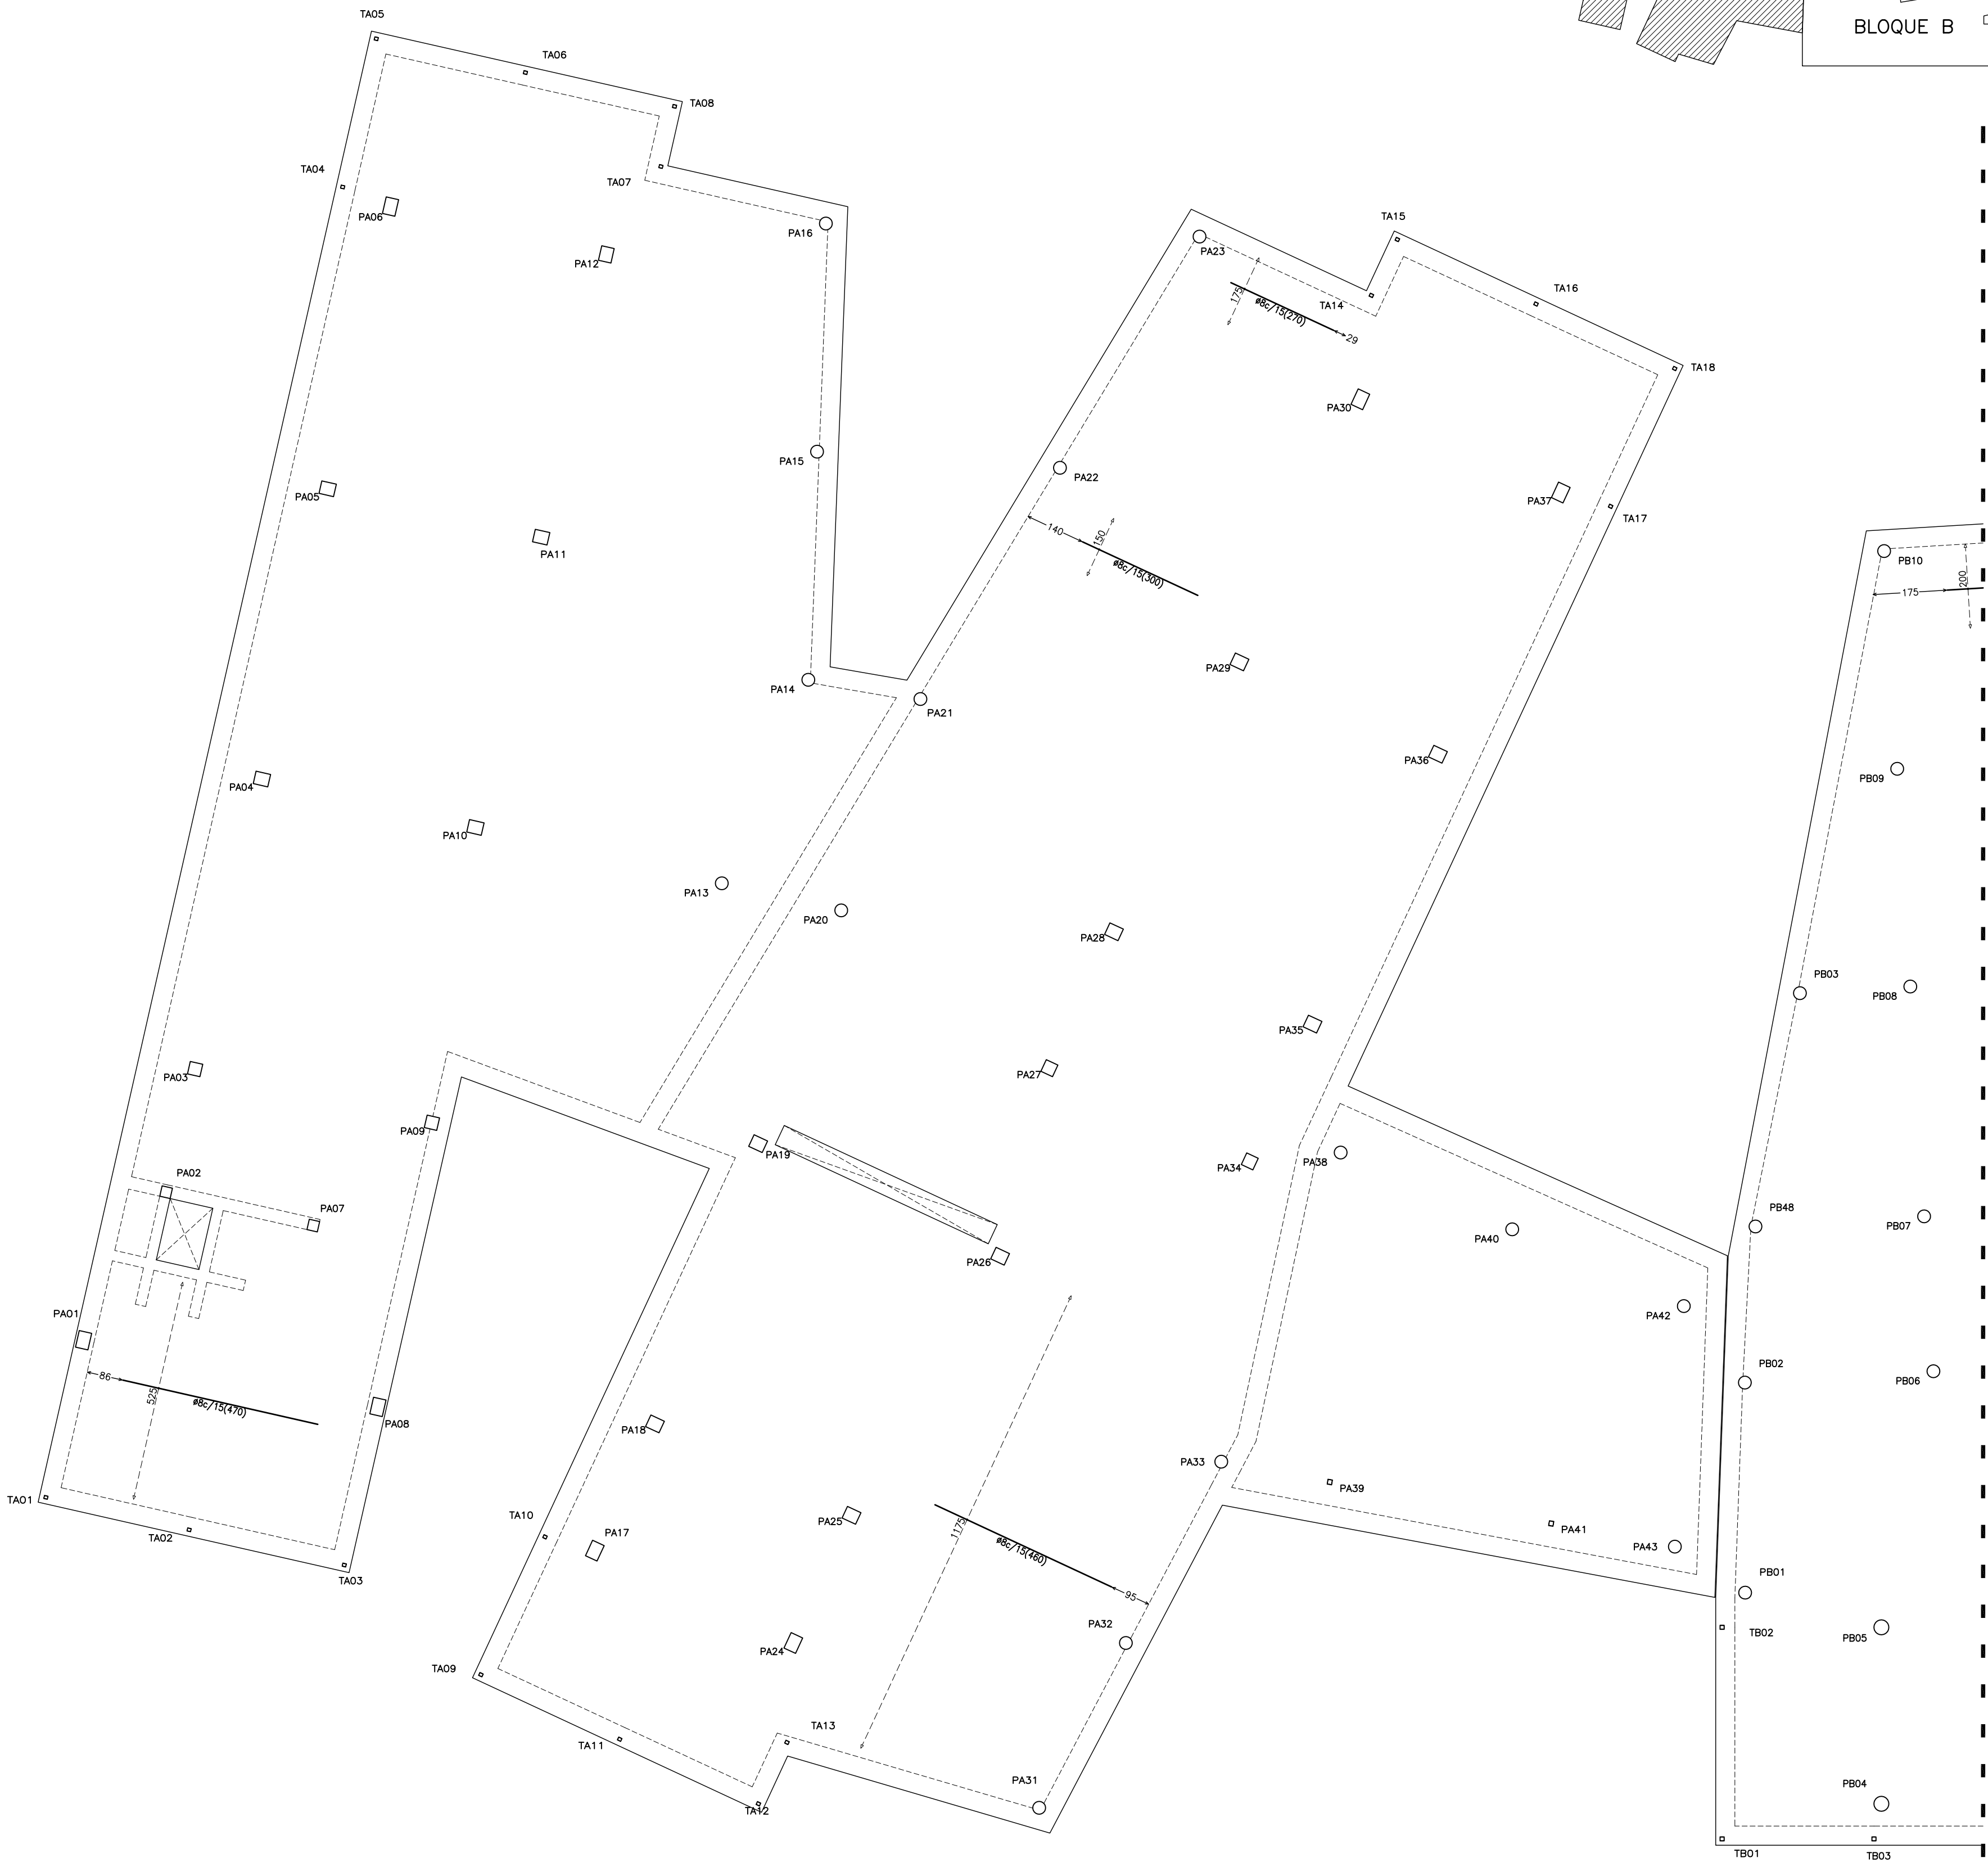 TA05
BLOQUE B
TA06
TA08
TA04
TA07
PA06
PA16
PA12
TA15
PA23
TA16
TA14
175
ø8c/15(270)
29
TA18
PA30
PA15
PA22
PA05
PA37
TA17
PA11
140
150
ø8c/15(300)
PB10
200
175
PA29
PA14
PA21
PA36
PB09
PA04
PA10
PA13
PA20
PA28
PB03
PB08
PA35
PA03
PA27
PA09
PA19
PA38
PA34
PA02
PA07
PB48
PB07
PA40
PA26
PA01
PA42
PB02
PB06
86
525
ø8c/15(470)
PA08
PA18
PA33
PA39
TA01
TA02
TA10
PA17
PA25
1175
ø8c/15(460)
PA41
PA43
TA03
95
PB01
PA32
TB02
PB05
PA24
TA09
TA13
TA11
PA31
PB04
TA12
TB01
TB03